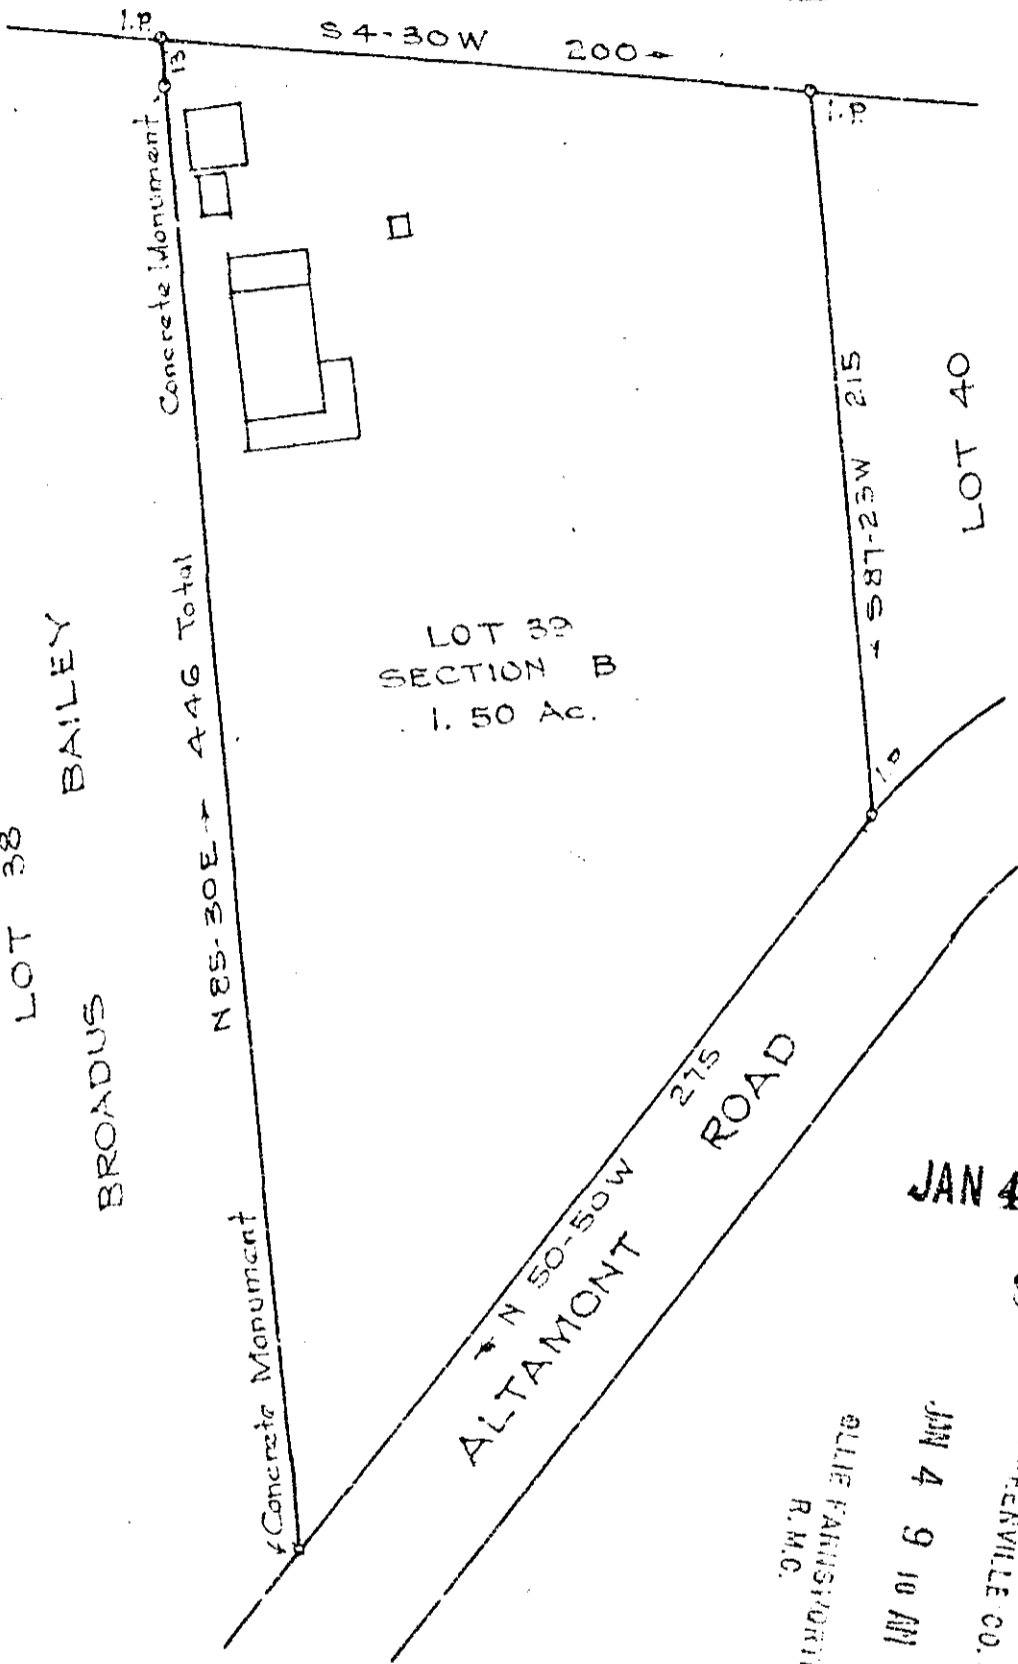 I.P.
S 4-30 W 200
I.P.
13
Concrete Monument
N 85-30 E 446 Total
Concrete Monument
LOT 38
BROADUS BAILEY
LOT 39
SECTION B
1.50 Ac.
S 87-23 W 215
LOT 40
I.P.
N 50-50 W 275
ALTAMONT ROAD
JAN 4
JAN 4 9 10 AM
OLLIE FARNSWORTH
R.M.C.